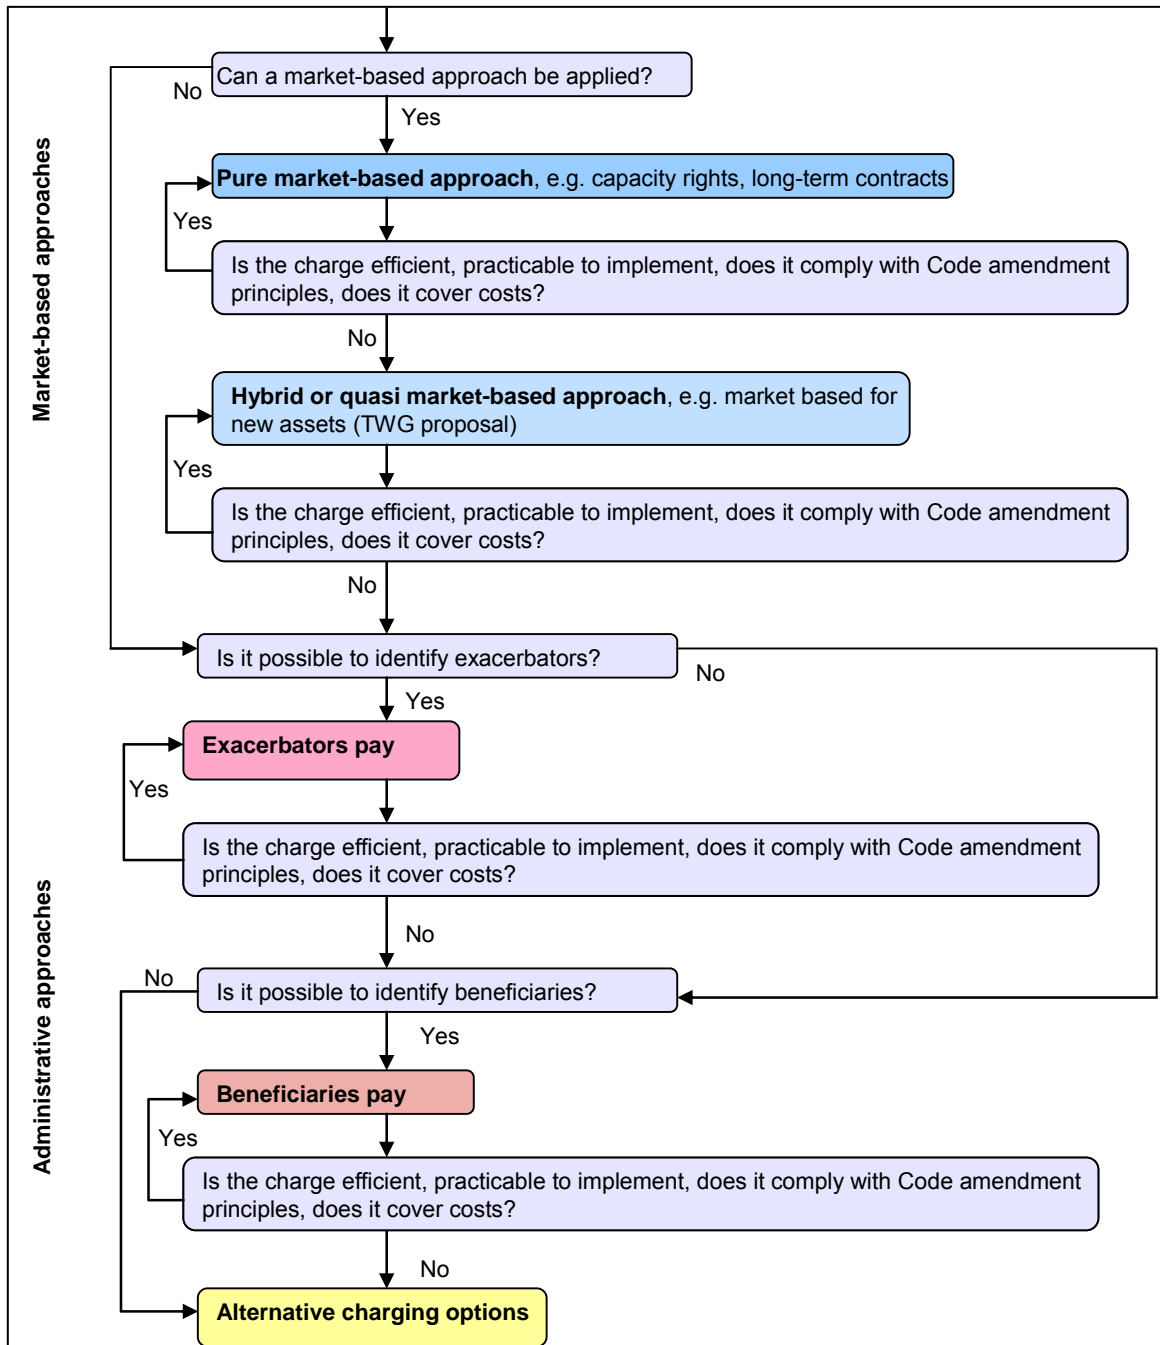 Can a market-based approach be applied?
No
Yes
Market-based approaches
Pure market-based approach, e.g. capacity rights, long-term contracts
Yes
Is the charge efficient, practicable to implement, does it comply with Code amendment
principles, does it cover costs?
No
Hybrid or quasi market-based approach, e.g. market based for
new assets (TWG proposal)
Yes
Is the charge efficient, practicable to implement, does it comply with Code amendment
principles, does it cover costs?
No
Is it possible to identify exacerbators?
No
Yes
Administrative approaches
Exacerbators pay
Yes
Is the charge efficient, practicable to implement, does it comply with Code amendment
principles, does it cover costs?
No
No
Is it possible to identify beneficiaries?
Yes
Beneficiaries pay
Yes
Is the charge efficient, practicable to implement, does it comply with Code amendment
principles, does it cover costs?
No
Alternative charging options